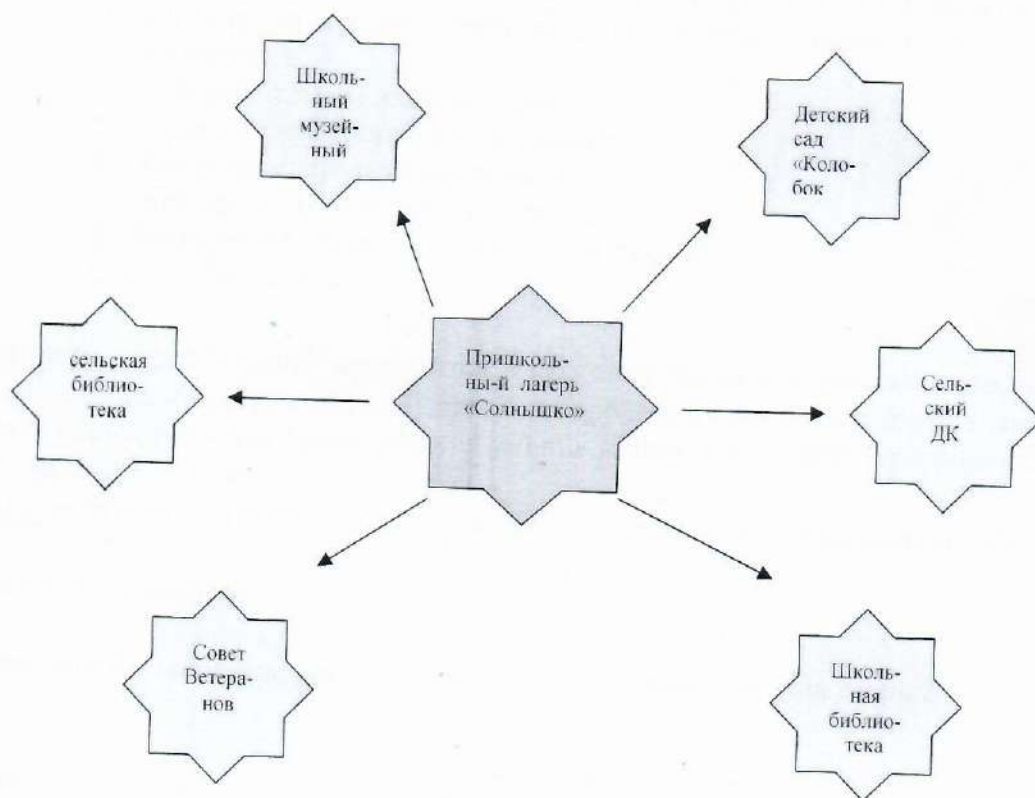 Школь-
ный
музей-
ный
Детский
сад
«Коло-
бок
Пришколь-
ны-й лагерь
«Солнышко»
сельская
библио-
тека
Сель-
ский
ДК
Совет
Ветера-
нов
Школь-
ная
библио-
тека